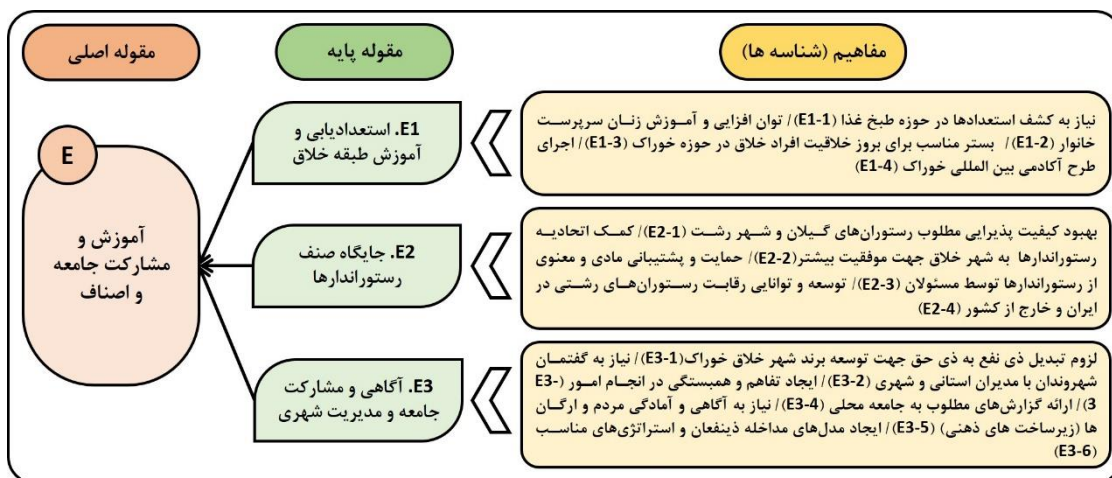 مفاهیم (شناسه ها)
مقوله پایه
مقوله اصلی
نیاز به کشف استعدادها در حوزه طبخ غذا (E1-1)/ توان افزایی و آموزش زنان سرپرست
خانوار (E1-2)/ بستر مناسب برای بروز خلاقیت افراد خلاق در حوزه خوراک (E1-3)/ اجرای
طرح آکادمی بین المللی خوراک (E1-4)
E1. استعدادیابی و
آموزش طبقه خلاق
بهبود کیفیت پذیرایی مطلوب رستوران‌های گیلان و شهر رشت (E2-1)/ کمک اتحادیه
رستوراندارها به شهر خلاق جهت موفقیت بیشتر(E2-2)/ حمایت و پشتیبانی مادی و معنوی
از رستوراندارها توسط مسئولان (E2-3)/ توسعه و توانایی رقابت رستوران‌های رشتی در
ایران و خارج از کشور (E2-4)
E2. جایگاه صنف
رستوراندارها
لزوم تبدیل ذی نفع به ذی حق جهت توسعه برند شهر خلاق خوراک(E3-1)/ نیاز به گفتمان
شهروندان با مدیران استانی و شهری (E3-2)/ ایجاد تفاهم و همبستگی در انجام امور (E3-
3)/ ارائه گزارش‌های مطلوب به جامعه محلی (E3-4)/ نیاز به آگاهی و آمادگی مردم و ارگان
ها (زیرساخت های ذهنی) (E3-5)/ ایجاد مدل‌های مداخله ذینفعان و استراتژی‌های مناسب
(E3-6)
E3. آگاهی و مشارکت
جامعه و مدیریت شهری
E
آموزش و
مشارکت جامعه
و اصناف